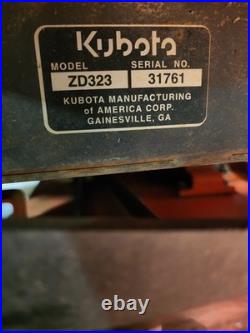 Kubota
MODEL SERIAL NO.
ZD323 31761
KUBOTA MANUFACTURING
of AMERICA CORP.
GAINESVILLE, GA